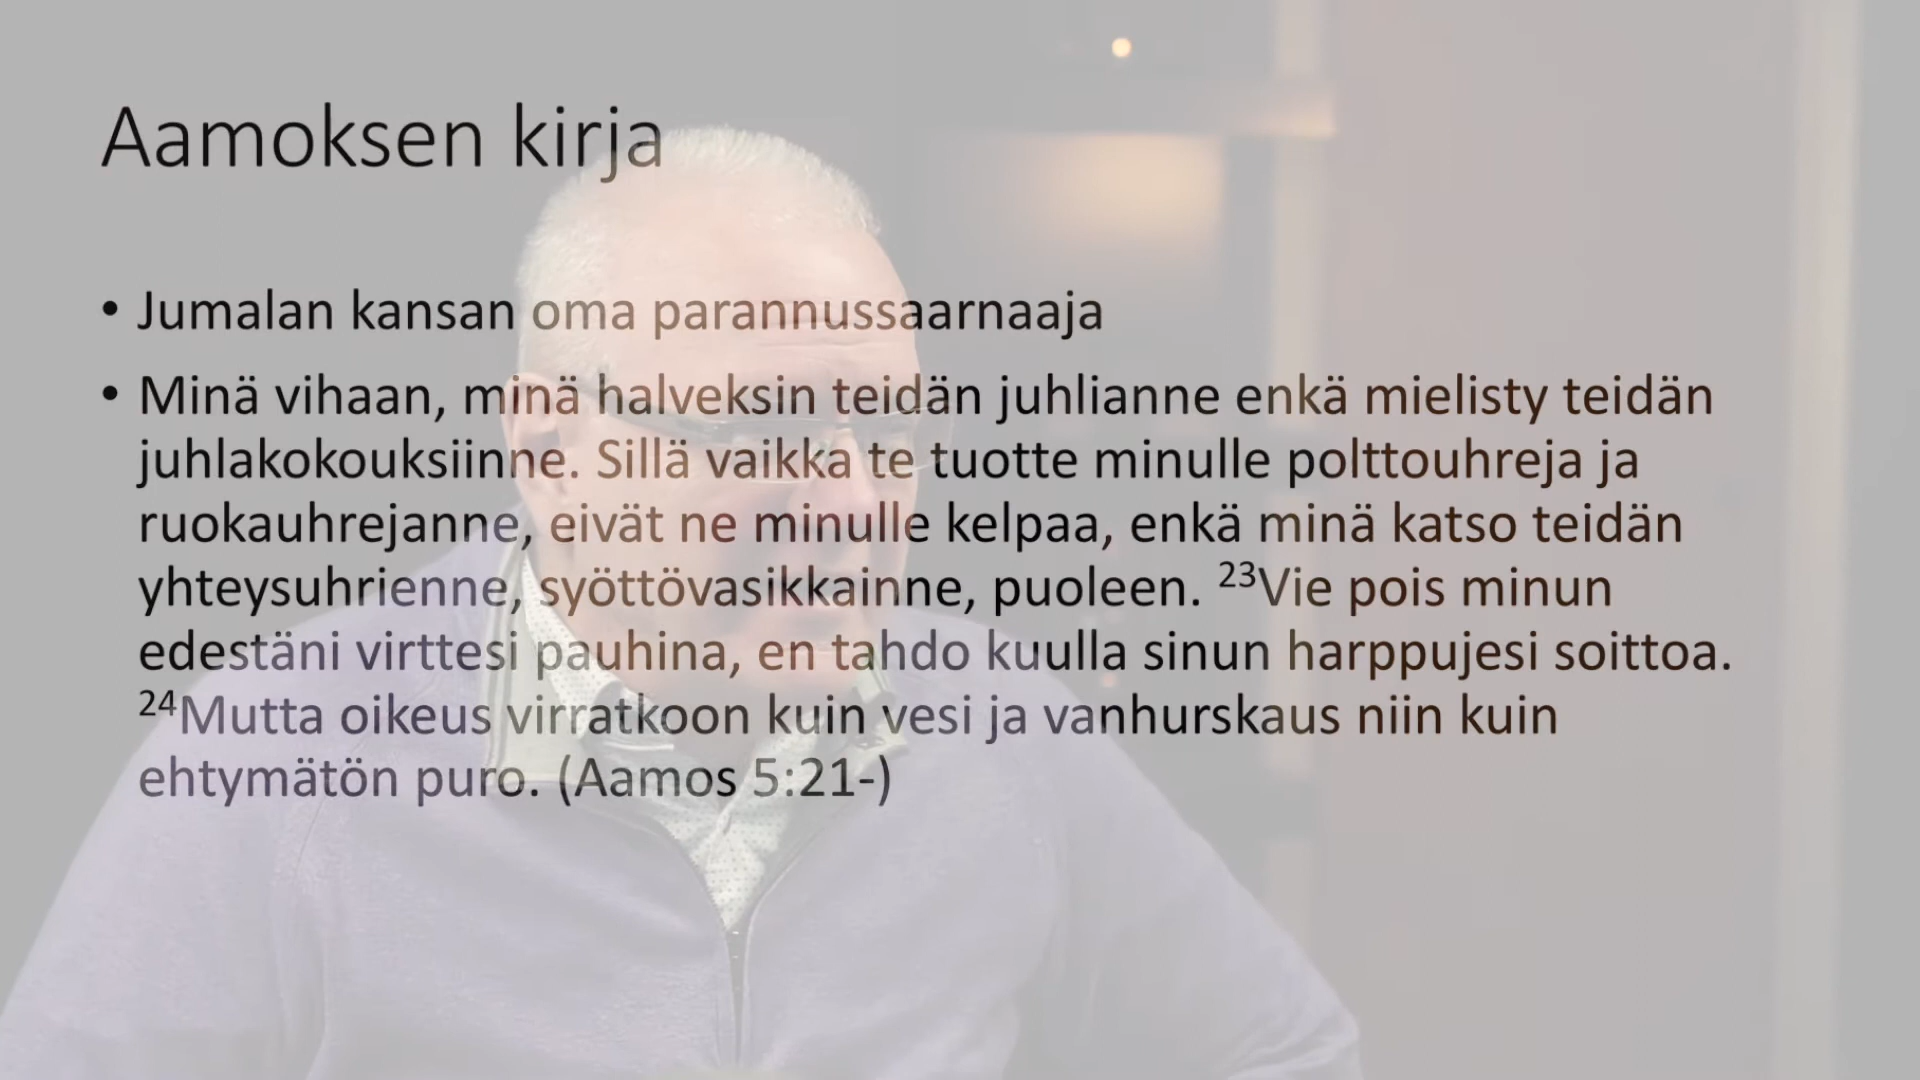 Aamoksen kirja
• Jumalan kansan oma parannussaarnaaja
• Minä vihaan, minä halveksin teidän juhlianne enkä mielisty teidän
juhlakokouksiinne. Sillä vaikka te tuotte minulle polttouhreja ja
ruokauhrejanne, eivät ne minulle kelpaa, enkä minä katso teidän
yhteysuhrienne, syöttövasikkainne, puoleen. ²³Vie pois minun
edestäni virttesi pauhina, en tahdo kuulla sinun harppujesi soittoa.
²⁴Mutta oikeus virratkoon kuin vesi ja vanhurskaus niin kuin
ehtymätön puro. (Aamos 5:21-)